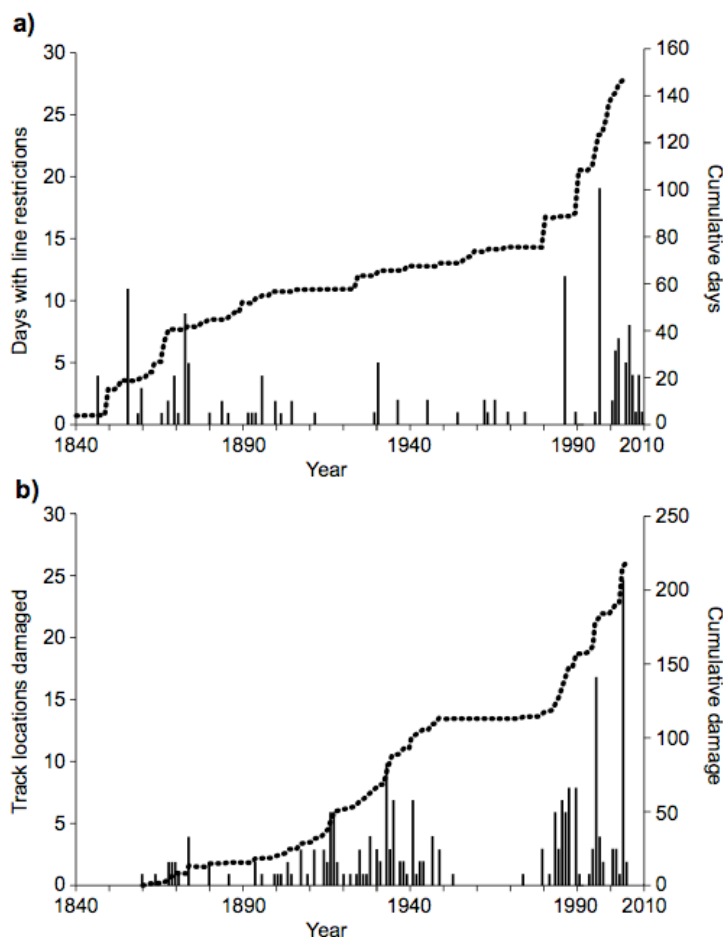 a)
30
25
20
15
10
5
0
Days with line restrictions
160
140
120
100
80
60
40
20
0
Cumulative days
1840 1890 1940 1990 2010
Year
b)
30
25
20
15
10
5
0
Track locations damaged
250
200
150
100
50
0
Cumulative damage
1840 1890 1940 1990 2010
Year